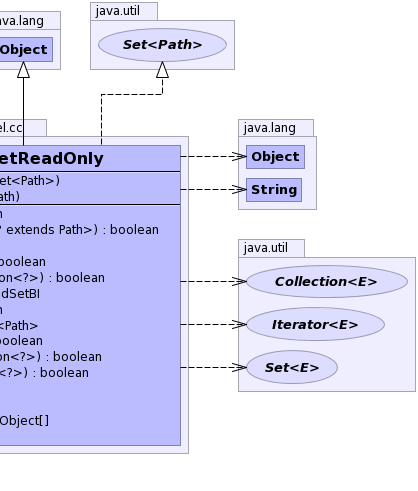 java.util
ava.lang
Set<Path>
Object
el.cc
java.lang
etReadOnly
Object
et<Path>)
String
ath)
n
? extends Path>) : boolean
java.util
boolean
on<?>) : boolean
Collection<E>
dSetBI
n
<Path>
Iterator<E>
boolean
on<?>) : boolean
<?>) : boolean
Set<E>
Object[]